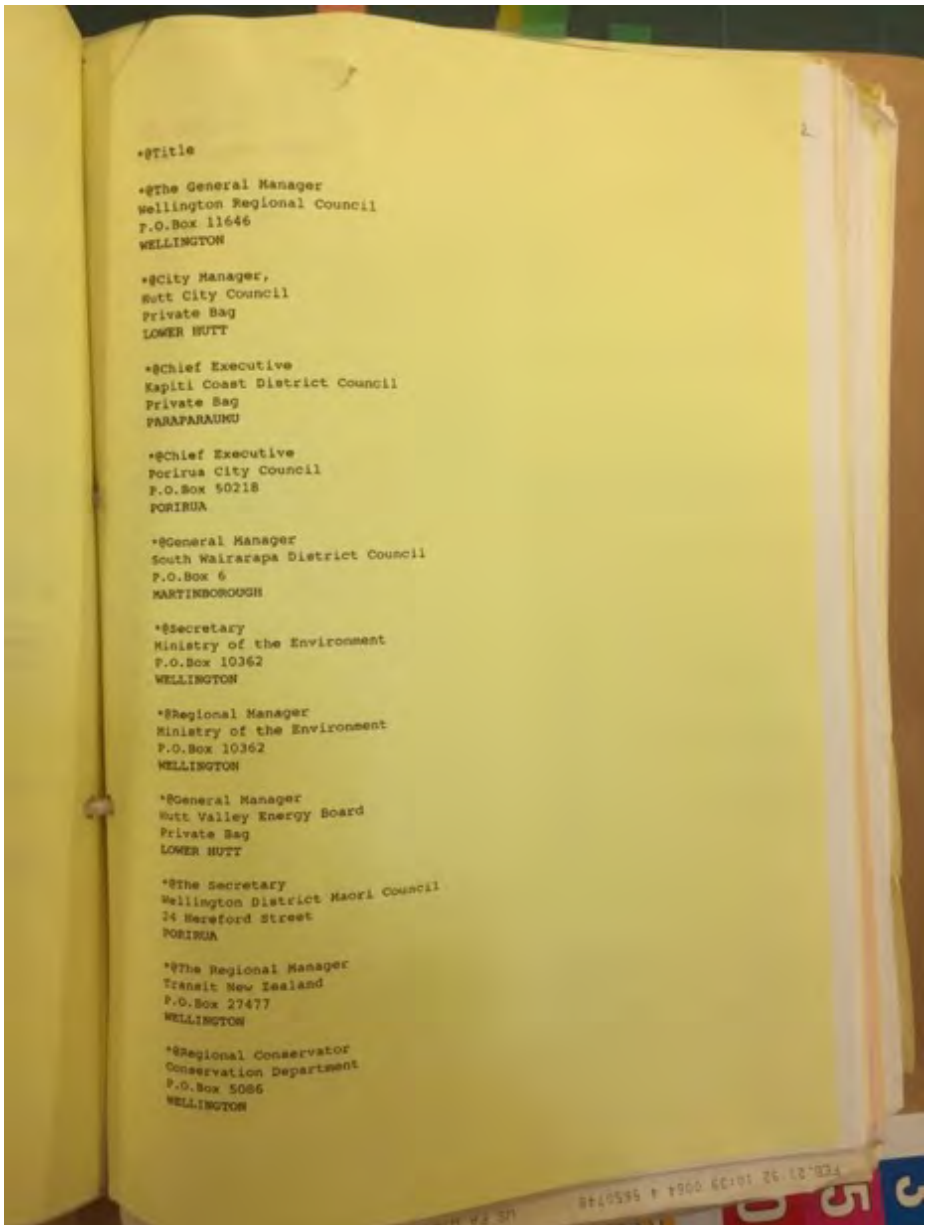 2
*@Title
*@The General Manager
Wellington Regional Council
P.O.Box 11646
WELLINGTON
*@City Manager,
Hutt City Council
Private Bag
LOWER HUTT
*@Chief Executive
Kapiti Coast District Council
Private Bag
PARAPARAUMU
*@Chief Executive
Porirua City Council
P.O.Box 50218
PORIRUA
*@General Manager
South Wairarapa District Council
P.O.Box 6
MARTINBOROUGH
*@Secretary
Ministry of the Environment
P.O.Box 10362
WELLINGTON
*@Regional Manager
Ministry of the Environment
P.O.Box 10362
WELLINGTON
*@General Manager
Hutt Valley Energy Board
Private Bag
LOWER HUTT
*@The Secretary
Wellington District Maori Council
24 Hereford Street
PORIRUA
*@The Regional Manager
Transit New Zealand
P.O.Box 27477
WELLINGTON
*@Regional Conservator
Conservation Department
P.O.Box 5086
WELLINGTON
5